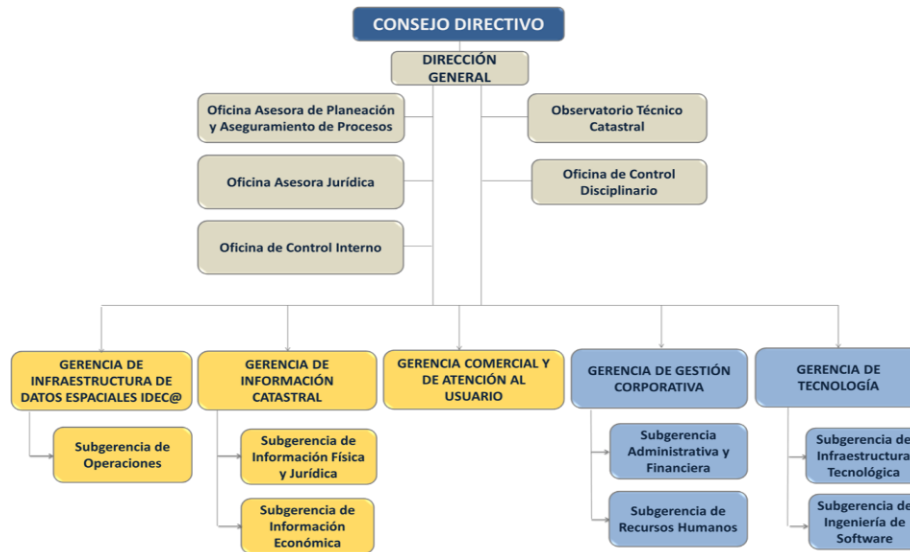 CONSEJO DIRECTIVO
DIRECCIÓN
GENERAL
Oficina Asesora de Planeación
y Aseguramiento de Procesos
Observatorio Técnico
Catastral
Oficina Asesora Jurídica
Oficina de Control
Disciplinario
Oficina de Control Interno
GERENCIA DE
INFRAESTRUCTURA DE
DATOS ESPACIALES IDEC@
GERENCIA DE
INFORMACIÓN
CATASTRAL
GERENCIA COMERCIAL Y
DE ATENCIÓN AL
USUARIO
GERENCIA DE GESTIÓN
CORPORATIVA
GERENCIA DE
TECNOLOGÍA
Subgerencia de
Operaciones
Subgerencia de
Información Física
y Jurídica
Subgerencia
Administrativa y
Financiera
Subgerencia de
Infraestructura
Tecnológica
Subgerencia de
Información
Económica
Subgerencia de
Recursos Humanos
Subgerencia de
Ingeniería de
Software